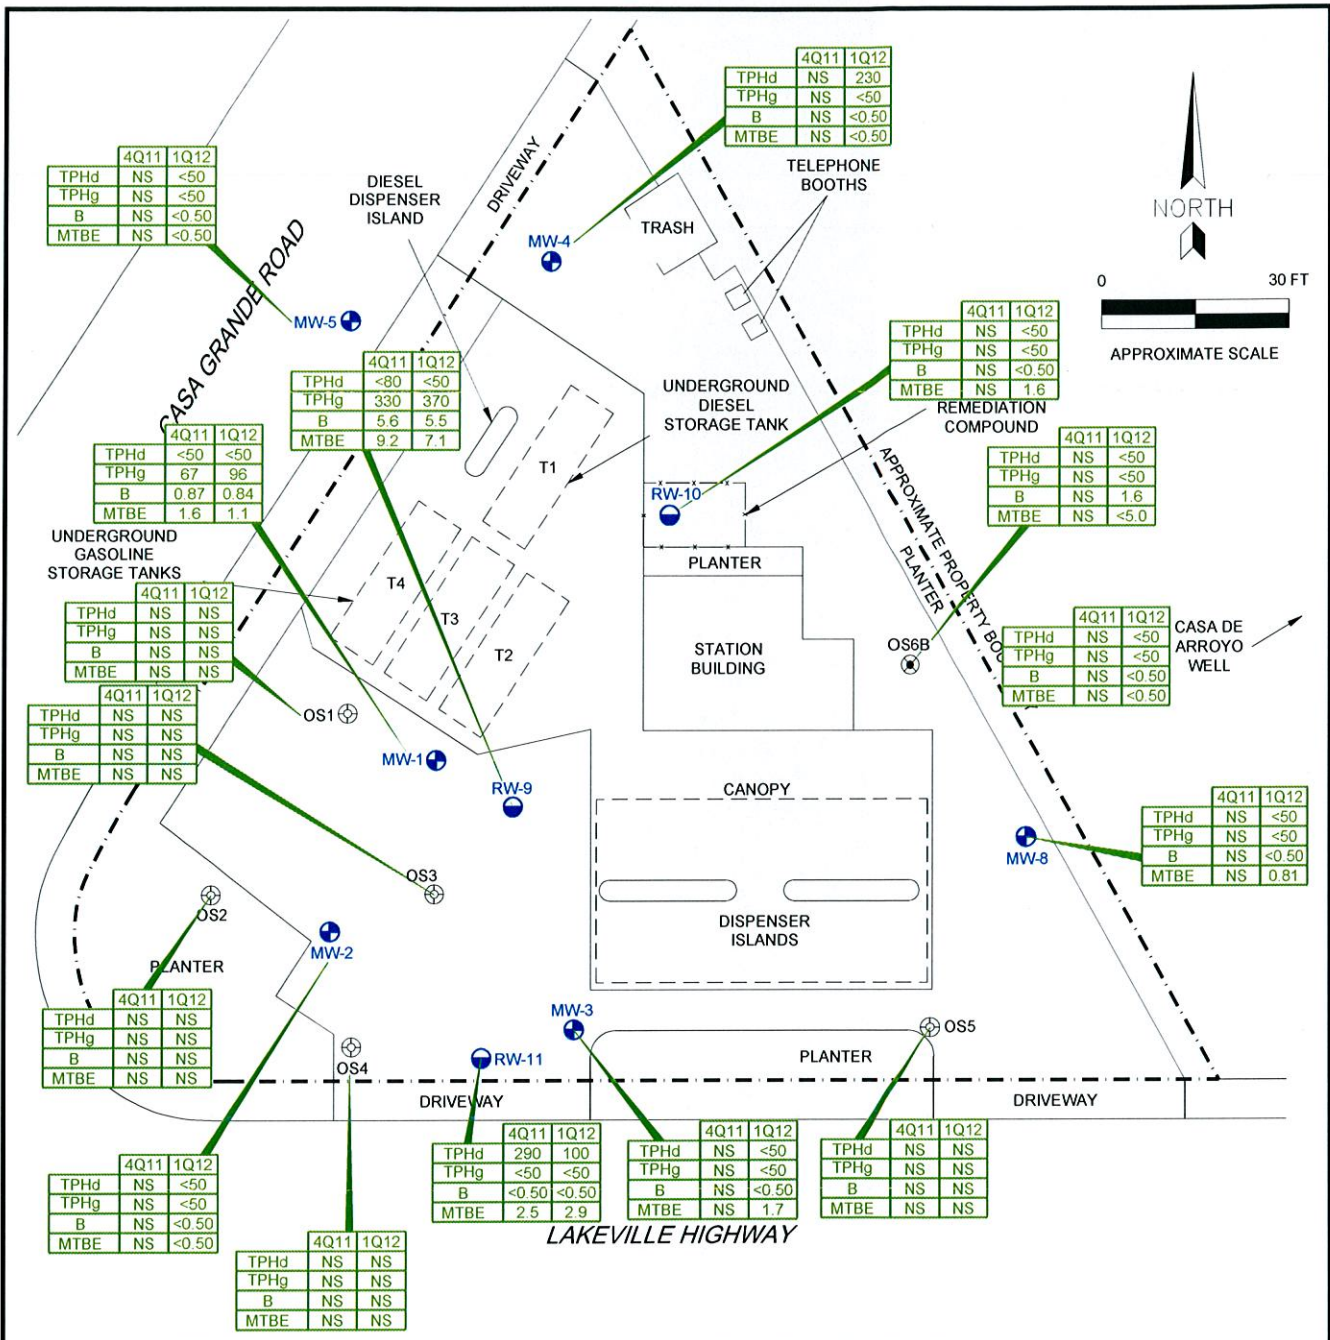 4Q11 1Q12
TPHd NS 230
TPHg NS <50
B NS <0.50
MTBE NS <0.50
TELEPHONE
BOOTHS
NORTH
0 30 FT
APPROXIMATE SCALE
4Q11 1Q12
TPHd NS <50
TPHg NS <50
B NS <0.50
MTBE NS <0.50
DIESEL
DISPENSER
ISLAND
DRIVEWAY
TRASH
MW-4
MW-5
CASA GRANDE ROAD
4Q11 1Q12
TPHd <80 <50
TPHg 330 370
B 5.6 5.5
MTBE 9.2 7.1
UNDERGROUND
DIESEL
STORAGE TANK
4Q11 1Q12
TPHd NS <50
TPHg NS <50
B NS <0.50
MTBE NS 1.6
REMEDIATION
COMPOUND
4Q11 1Q12
TPHd <50 <50
TPHg 67 96
B 0.87 0.84
MTBE 1.6 1.1
T1
RW-10
4Q11 1Q12
TPHd NS <50
TPHg NS <50
B NS 1.6
MTBE NS <5.0
APPROXIMATE PROPERTY BOU
PLANTER
UNDERGROUND
GASOLINE
STORAGE TANKS
T4
T3
T2
PLANTER
STATION
BUILDING
OS6B
4Q11 1Q12
TPHd NS <50
TPHg NS <50
B NS <0.50
MTBE NS <0.50
CASA DE
ARROYO
WELL
4Q11 1Q12
TPHd NS NS
TPHg NS NS
B NS NS
MTBE NS NS
OS1
4Q11 1Q12
TPHd NS NS
TPHg NS NS
B NS NS
MTBE NS NS
MW-1
RW-9
CANOPY
MW-8
4Q11 1Q12
TPHd NS <50
TPHg NS <50
B NS <0.50
MTBE NS 0.81
OS3
OS2
DISPENSER
ISLANDS
MW-2
PLANTER
4Q11 1Q12
TPHd NS NS
TPHg NS NS
B NS NS
MTBE NS NS
MW-3
OS5
OS4
RW-11
PLANTER
DRIVEWAY
DRIVEWAY
4Q11 1Q12
TPHd NS <50
TPHg NS <50
B NS <0.50
MTBE NS <0.50
4Q11 1Q12
TPHd 290 100
TPHg <50 <50
B <0.50 <0.50
MTBE 2.5 2.9
4Q11 1Q12
TPHd NS <50
TPHg NS <50
B NS <0.50
MTBE NS 1.7
4Q11 1Q12
TPHd NS NS
TPHg NS NS
B NS NS
MTBE NS NS
LAKEVILLE HIGHWAY
4Q11 1Q12
TPHd NS NS
TPHg NS NS
B NS NS
MTBE NS NS